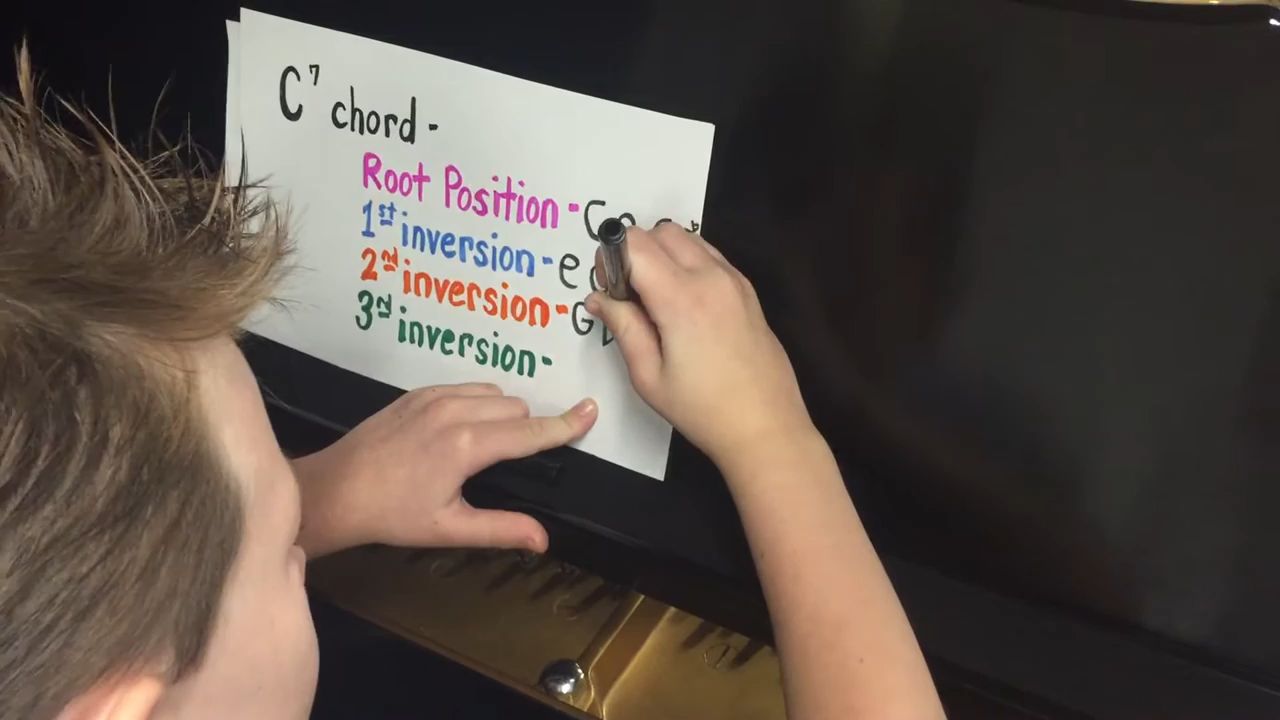 C⁷ chord-
Root Position - C
1st inversion - e
2nd inversion - G
3rd inversion -